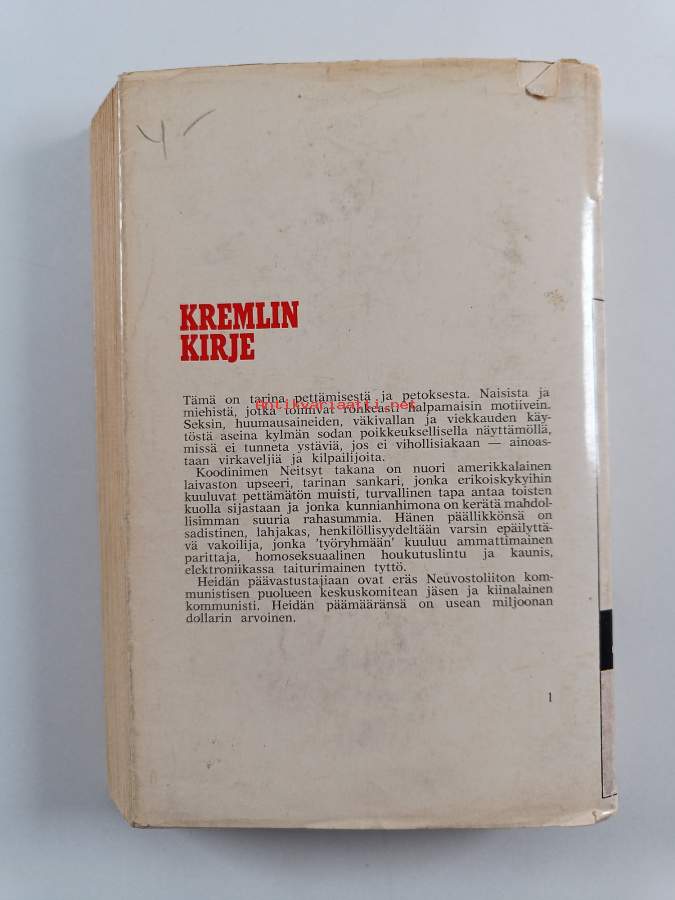 4-
KREMLIN
KIRJE
Tämä on tarina pettämisestä ja petoksesta. Naisista ja
miehistä, jotka toimivat rohkeasti halpamaisin motiivein.
antikvariaatti.net
Seksin, huumausaineiden, väkivallan ja viekkauden käy-
töstä aseina kylmän sodan poikkeuksellisella näyttämöllä,
missä ei tunneta ystäviä, jos ei vihollisiakaan — ainoas-
taan virkaveljiä ja kilpailijoita.
Koodinimen Neitsyt takana on nuori amerikkalainen
laivaston upseeri, tarinan sankari, jonka erikoiskykyihin
kuuluvat pettämätön muisti, turvallinen tapa antaa toisten
kuolla sijastaan ja jonka kunnianhimona on kerätä mahdol-
lisimman suuria rahasummia. Hänen päällikkönsä on
sadistinen, lahjakas, henkilöllisyydeltään varsin epäilyttä-
vä vakoilija, jonka 'työryhmään' kuuluu ammattimainen
parittaja, homoseksuaalinen houkutuslintu ja kaunis,
elektroniikassa taiturimainen tyttö.
Heidän päävastustajiaan ovat eräs Neuvostoliiton kom-
munistisen puolueen keskuskomitean jäsen ja kiinalainen
kommunisti. Heidän päämääränsä on usean miljoonan
dollarin arvoinen.
1